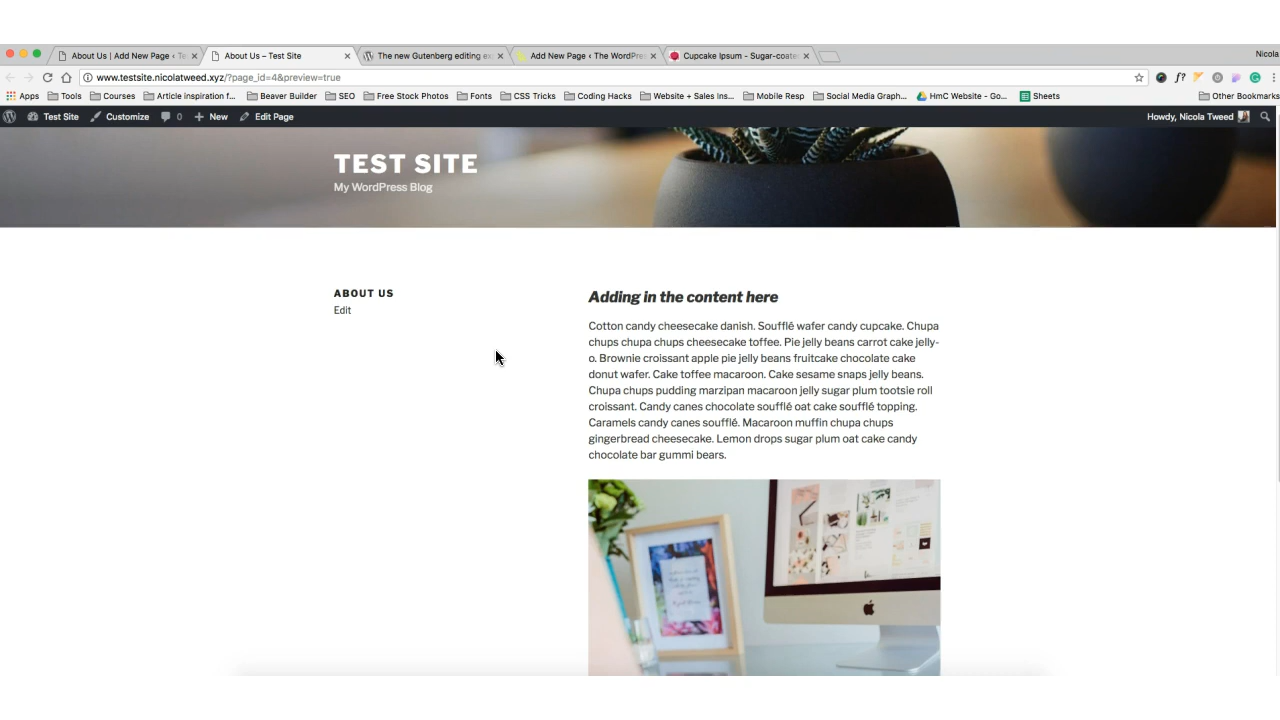 About Us | Add New Page ‹ Te
About Us – Test Site
The new Gutenberg editing ex
Add New Page ‹ The WordPre
Cupcake Ipsum - Sugar-coate
Nicola
www.testsite.nicolatweed.xyz/?page_id=4&preview=true
Apps Tools Courses Article inspiration f... Beaver Builder SEO Free Stock Photos Fonts CSS Tricks Coding Hacks Website + Sales Ins... Mobile Resp Social Media Graph... HmC Website - Go... Sheets Other Bookmarks
Test Site Customize 0 New Edit Page Howdy, Nicola Tweed
TEST SITE
My WordPress Blog
ABOUT US
Edit
Adding in the content here
Cotton candy cheesecake danish. Soufflé wafer candy cupcake. Chupa
chups chupa chups cheesecake toffee. Pie jelly beans carrot cake jelly-
o. Brownie croissant apple pie jelly beans fruitcake chocolate cake
donut wafer. Cake toffee macaroon. Cake sesame snaps jelly beans.
Chupa chups pudding marzipan macaroon jelly sugar plum tootsie roll
croissant. Candy canes chocolate soufflé oat cake soufflé topping.
Caramels candy canes soufflé. Macaroon muffin chupa chups
gingerbread cheesecake. Lemon drops sugar plum oat cake candy
chocolate bar gummi bears.